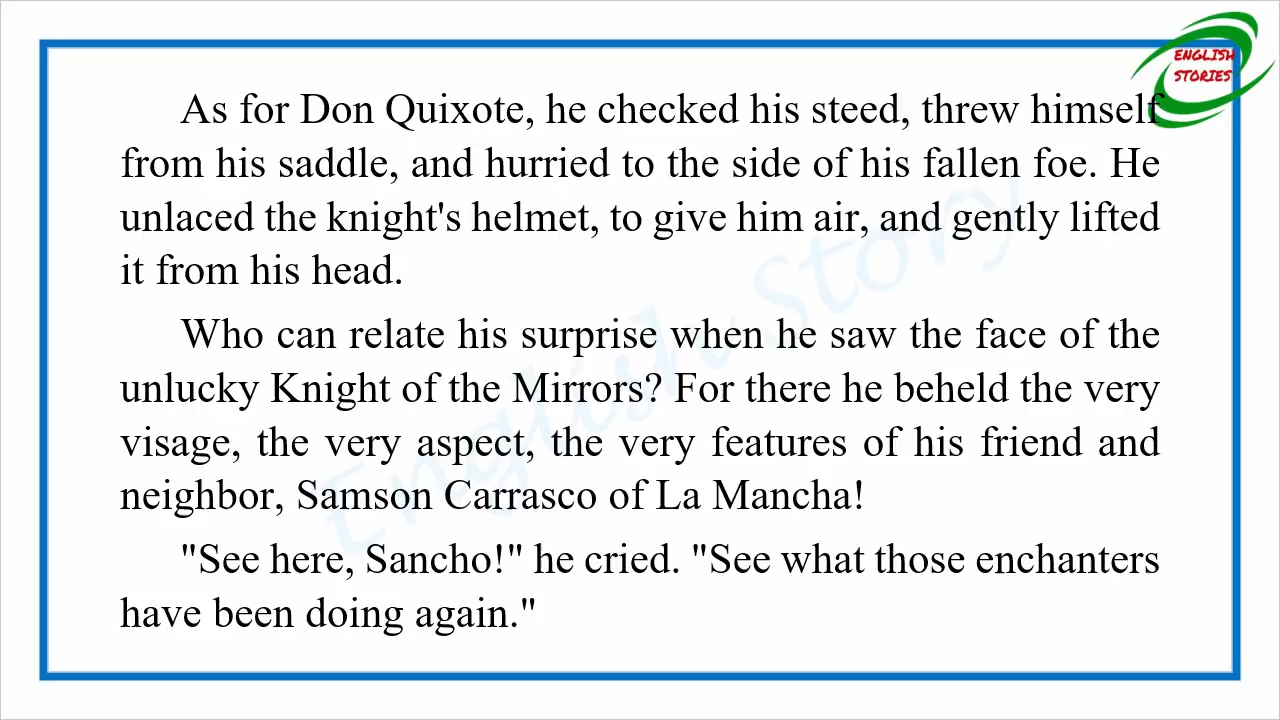 ENGLISH
STORIES
As for Don Quixote, he checked his steed, threw himself
from his saddle, and hurried to the side of his fallen foe. He
unlaced the knight's helmet, to give him air, and gently lifted
it from his head.
Who can relate his surprise when he saw the face of the
unlucky Knight of the Mirrors? For there he beheld the very
visage, the very aspect, the very features of his friend and
neighbor, Samson Carrasco of La Mancha!
"See here, Sancho!" he cried. "See what those enchanters
have been doing again."
English Story